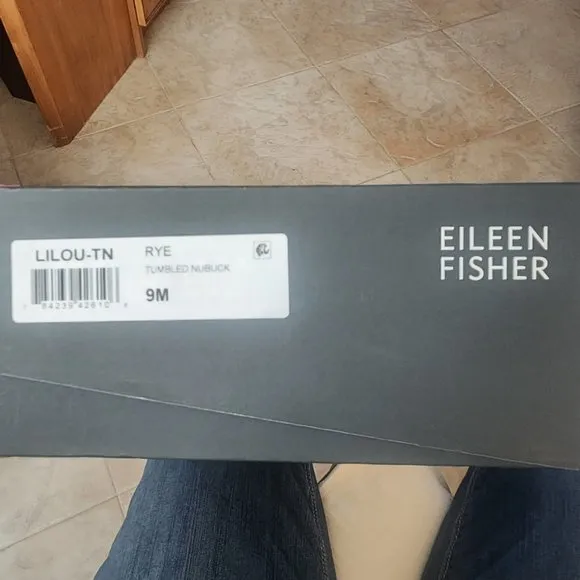 LILOU-TN
RYE
TUMBLED NUBUCK
9M
EILEEN
FISHER